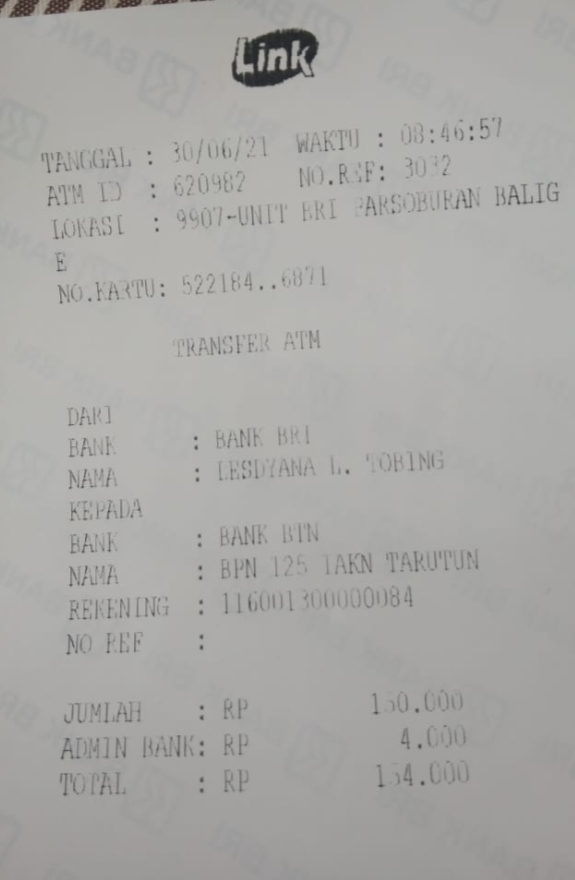 Link
TANGGAL : 30/06/21 WAKTU : 08:46:57
ATM ID : 620982 NO.REF: 3032
LOKASI : 9907-UNIT BRI PARSOBURAN BALIG
E
NO.KARTU: 522184..6871
TRANSFER ATM
DARI
BANK : BANK BRI
NAMA : LESDYANA L. TOBING
KEPADA
BANK : BANK BTN
NAMA : BPN 125 IAKN TARUTUN
REKENING : 116001300000084
NO REF :
JUMLAH : RP 150.000
ADMIN BANK: RP 4.000
TOTAL : RP 154.000